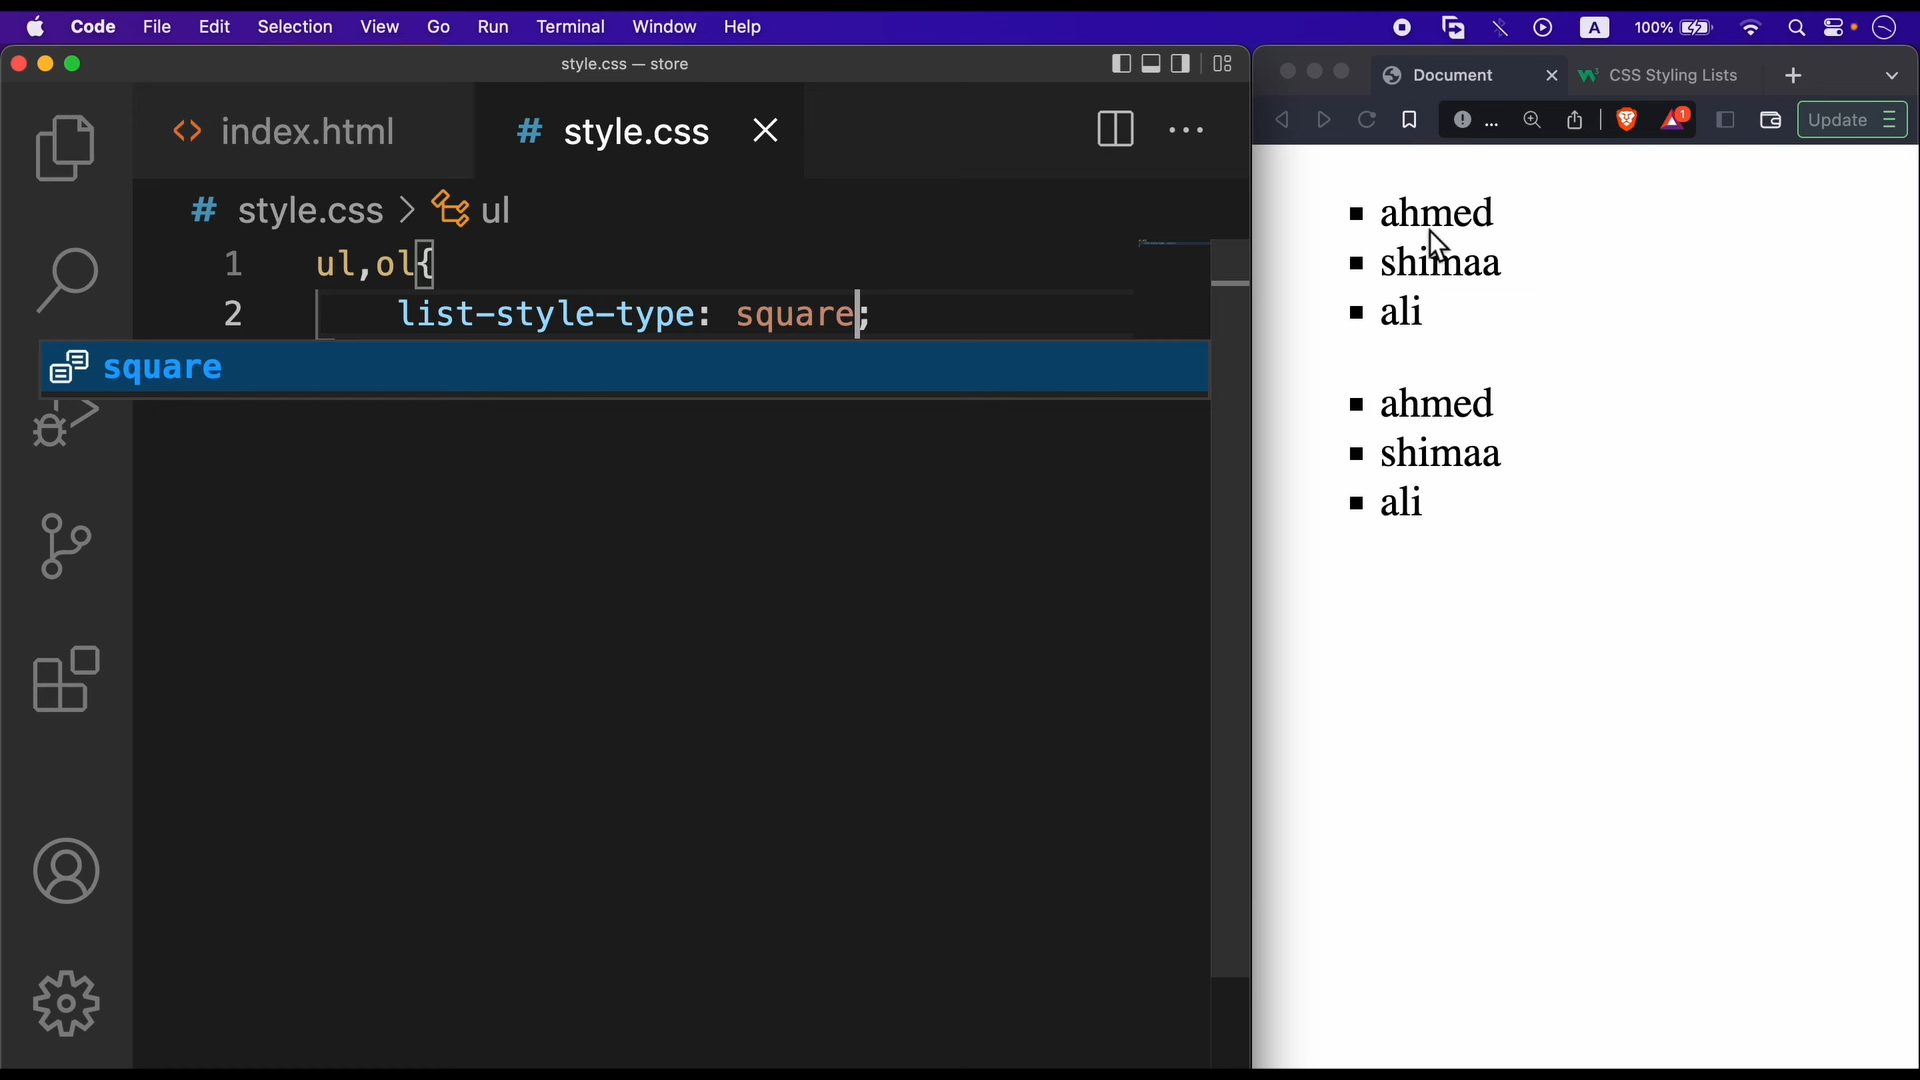 Code File Edit Selection View Go Run Terminal Window Help A 100%
style.css — store
Document CSS Styling Lists
index.html # style.css
... 1 Update
# style.css > ul
1 ul,ol{
2 list-style-type: square;
square
ahmed
shimaa
ali
ahmed
shimaa
ali